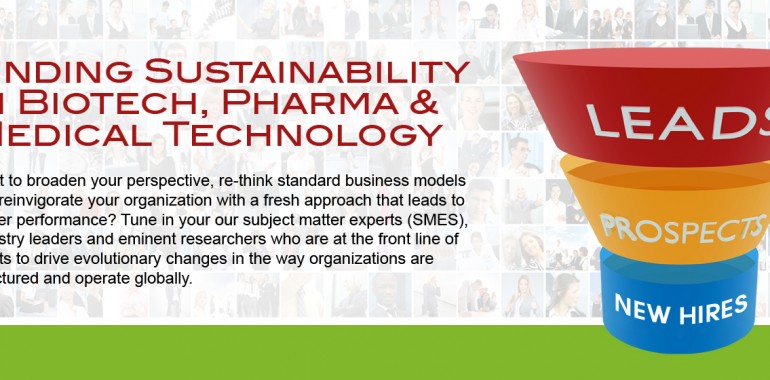 NDING SUSTAINABILITY
N BIOTECH, PHARMA &
MEDICAL TECHNOLOGY
t to broaden your perspective, re-think standard business models
reinvigorate your organization with a fresh approach that leads to
er performance? Tune in your our subject matter experts (SMES),
stry leaders and eminent researchers who are at the front line of
ts to drive evolutionary changes in the way organizations are
ctured and operate globally.
LEADS
PROSPECTS
NEW HIRES